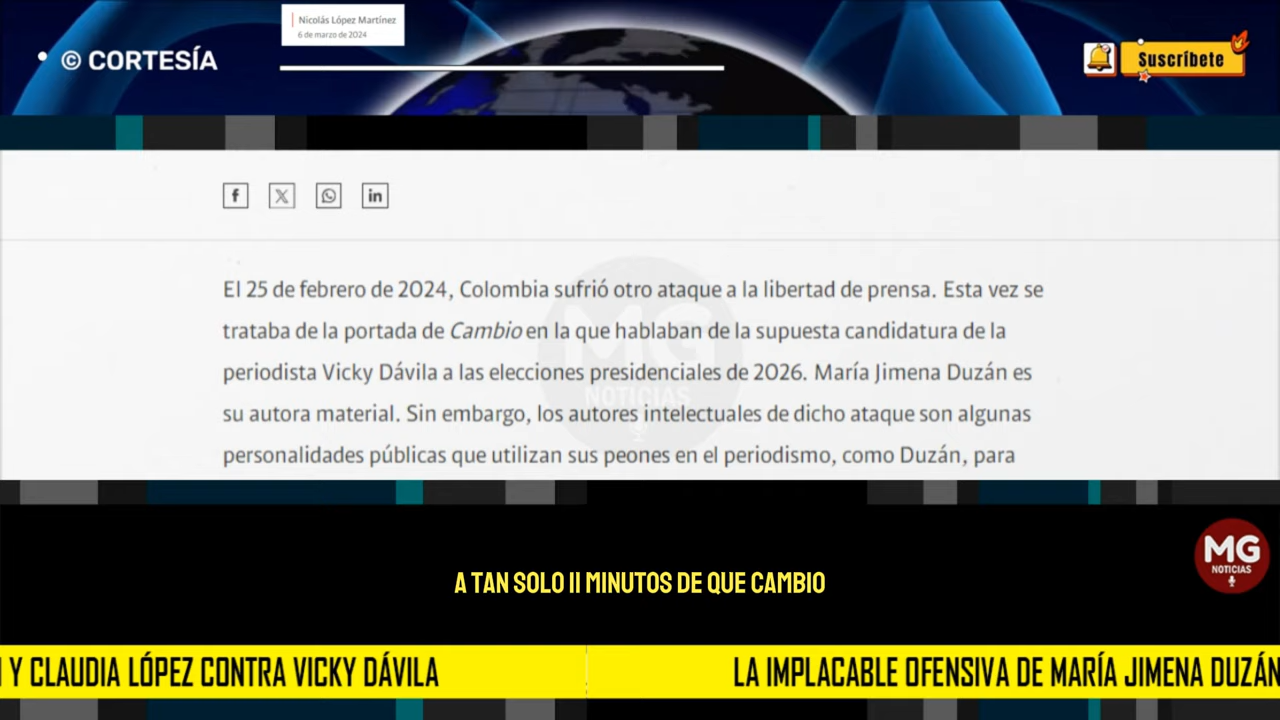 Nicolás López Martínez
6 de marzo de 2024
© CORTESÍA
Suscríbete
El 25 de febrero de 2024, Colombia sufrió otro ataque a la libertad de prensa. Esta vez se
trataba de la portada de Cambio en la que hablaban de la supuesta candidatura de la
periodista Vicky Dávila a las elecciones presidenciales de 2026. María Jimena Duzán es
su autora material. Sin embargo, los autores intelectuales de dicho ataque son algunas
personalidades públicas que utilizan sus peones en el periodismo, como Duzán, para
MG
NOTICIAS
A TAN SOLO 11 MINUTOS DE QUE CAMBIO
MG
NOTICIAS
Y CLAUDIA LÓPEZ CONTRA VICKY DÁVILA
LA IMPLACABLE OFENSIVA DE MARÍA JIMENA DUZÁN